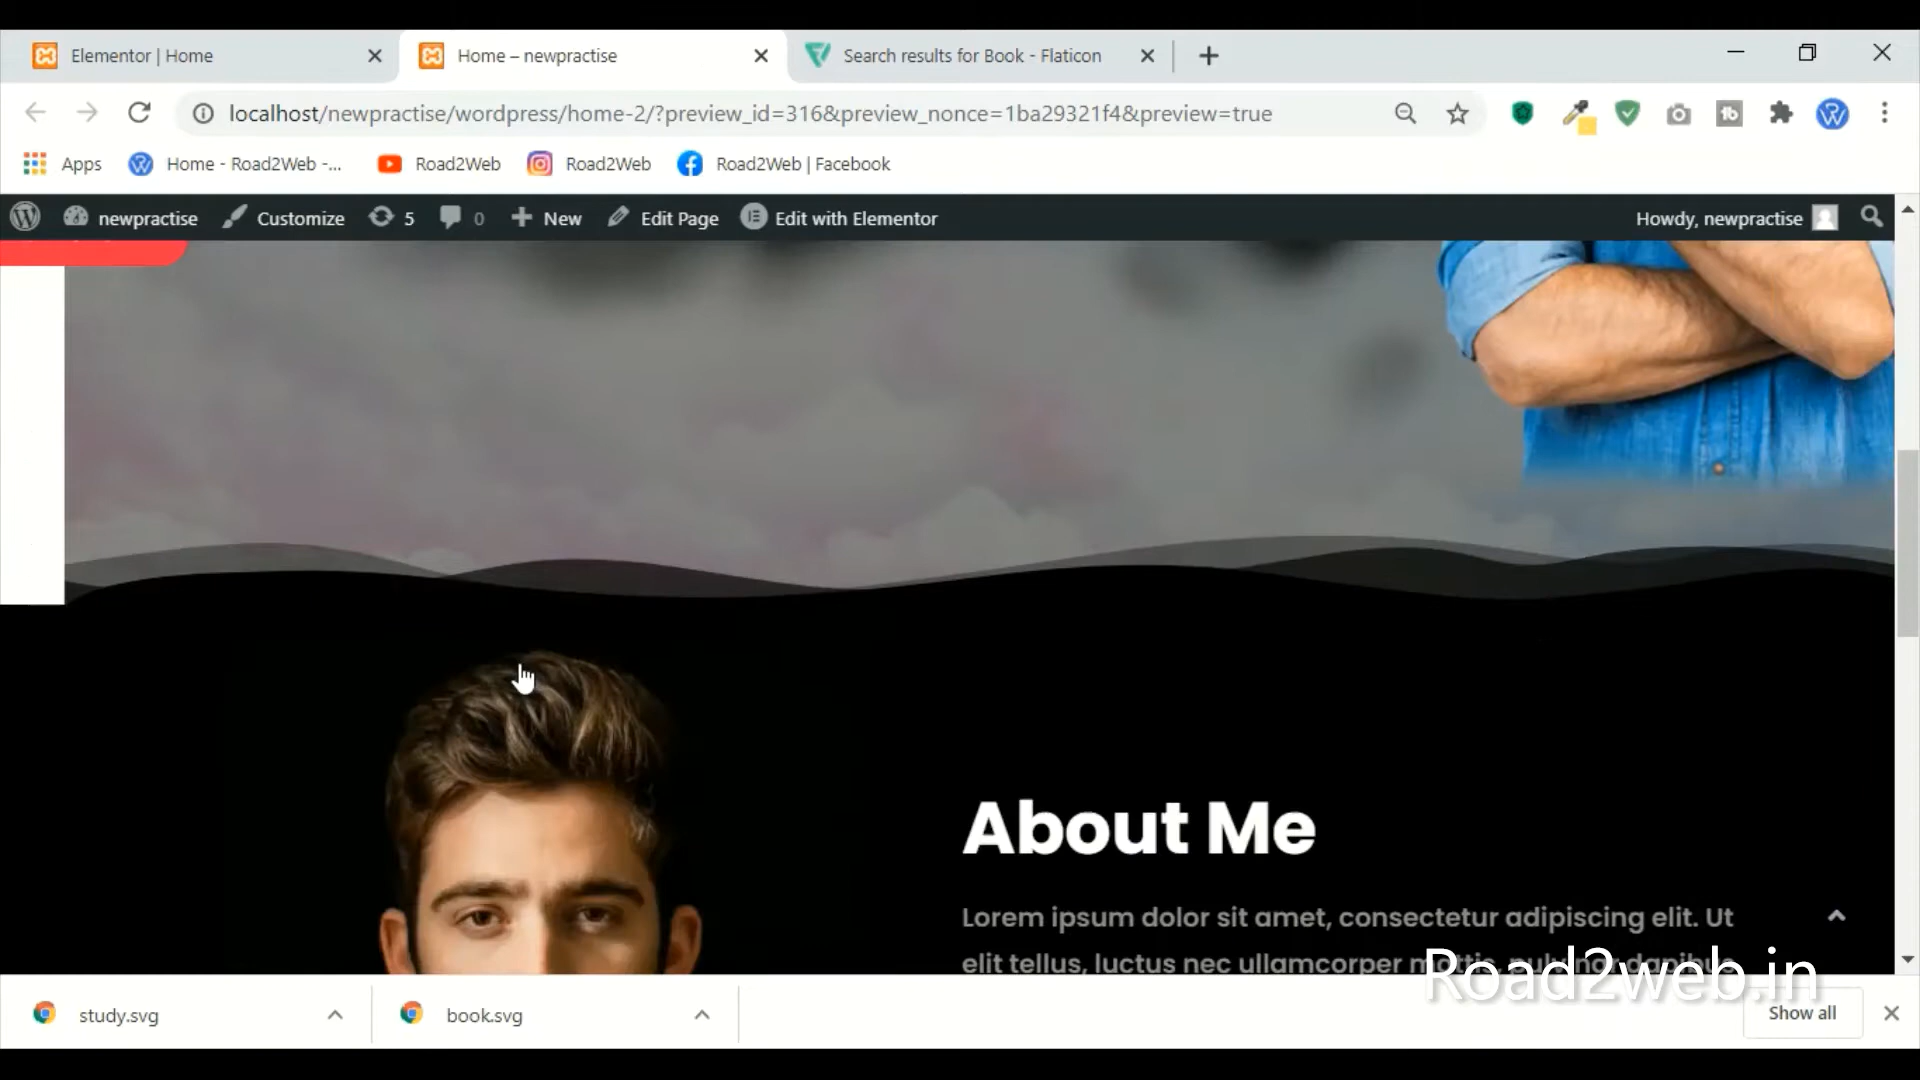 Elementor | Home
Home – newpractise
Search results for Book - Flaticon
localhost/newpractise/wordpress/home-2/?preview_id=316&preview_nonce=1ba29321f4&preview=true
Apps
Home - Road2Web -...
Road2Web
Road2Web
Road2Web | Facebook
newpractise
Customize
5
0
New
Edit Page
Edit with Elementor
Howdy, newpractise
About Me
Lorem ipsum dolor sit amet, consectetur adipiscing elit. Ut
elit tellus, luctus nec ullamcorper mattis, pulvinar dapibus
Road2web.in
study.svg
book.svg
Show all